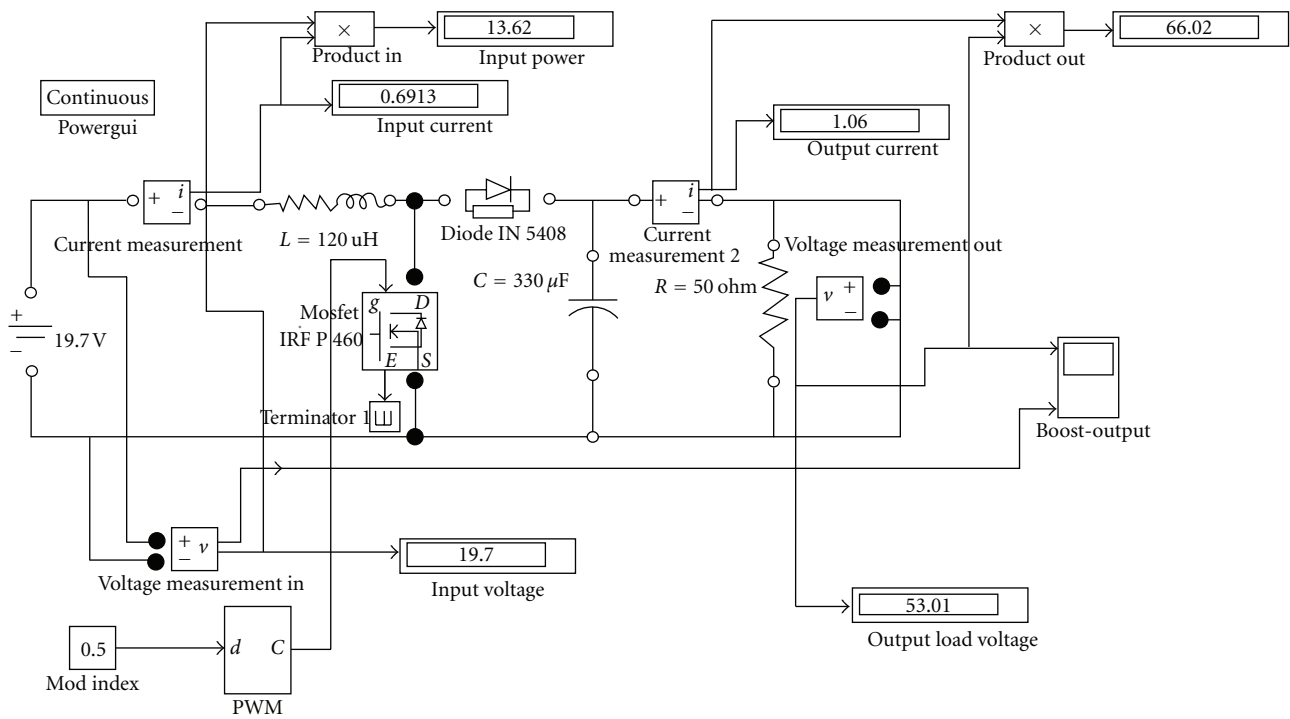 ×
Product in
13.62
Input power
×
Product out
66.02
Continuous
Powergui
0.6913
Input current
1.06
Output current
+ i
−
Current measurement
L = 120 uH
Diode IN 5408
+ i
−
Current
measurement 2
Voltage measurement out
C = 330 μF
R = 50 ohm
v +
−
+
−
19.7 V
Mosfet
IRF P 460
g D
E S
Terminator 1
Boost-output
+
−
v
Voltage measurement in
19.7
Input voltage
53.01
Output load voltage
0.5
Mod index
d C
PWM